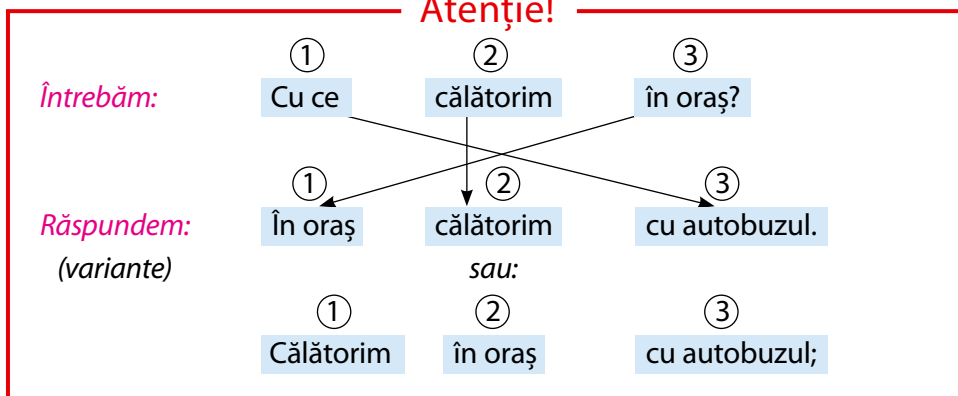 Atenție!
① ② ③
Întrebăm: Cu ce călătorim în oraș?
① ② ③
Răspundem: În oraș călătorim cu autobuzul.
(variante) sau:
① ② ③
Călătorim în oraș cu autobuzul;